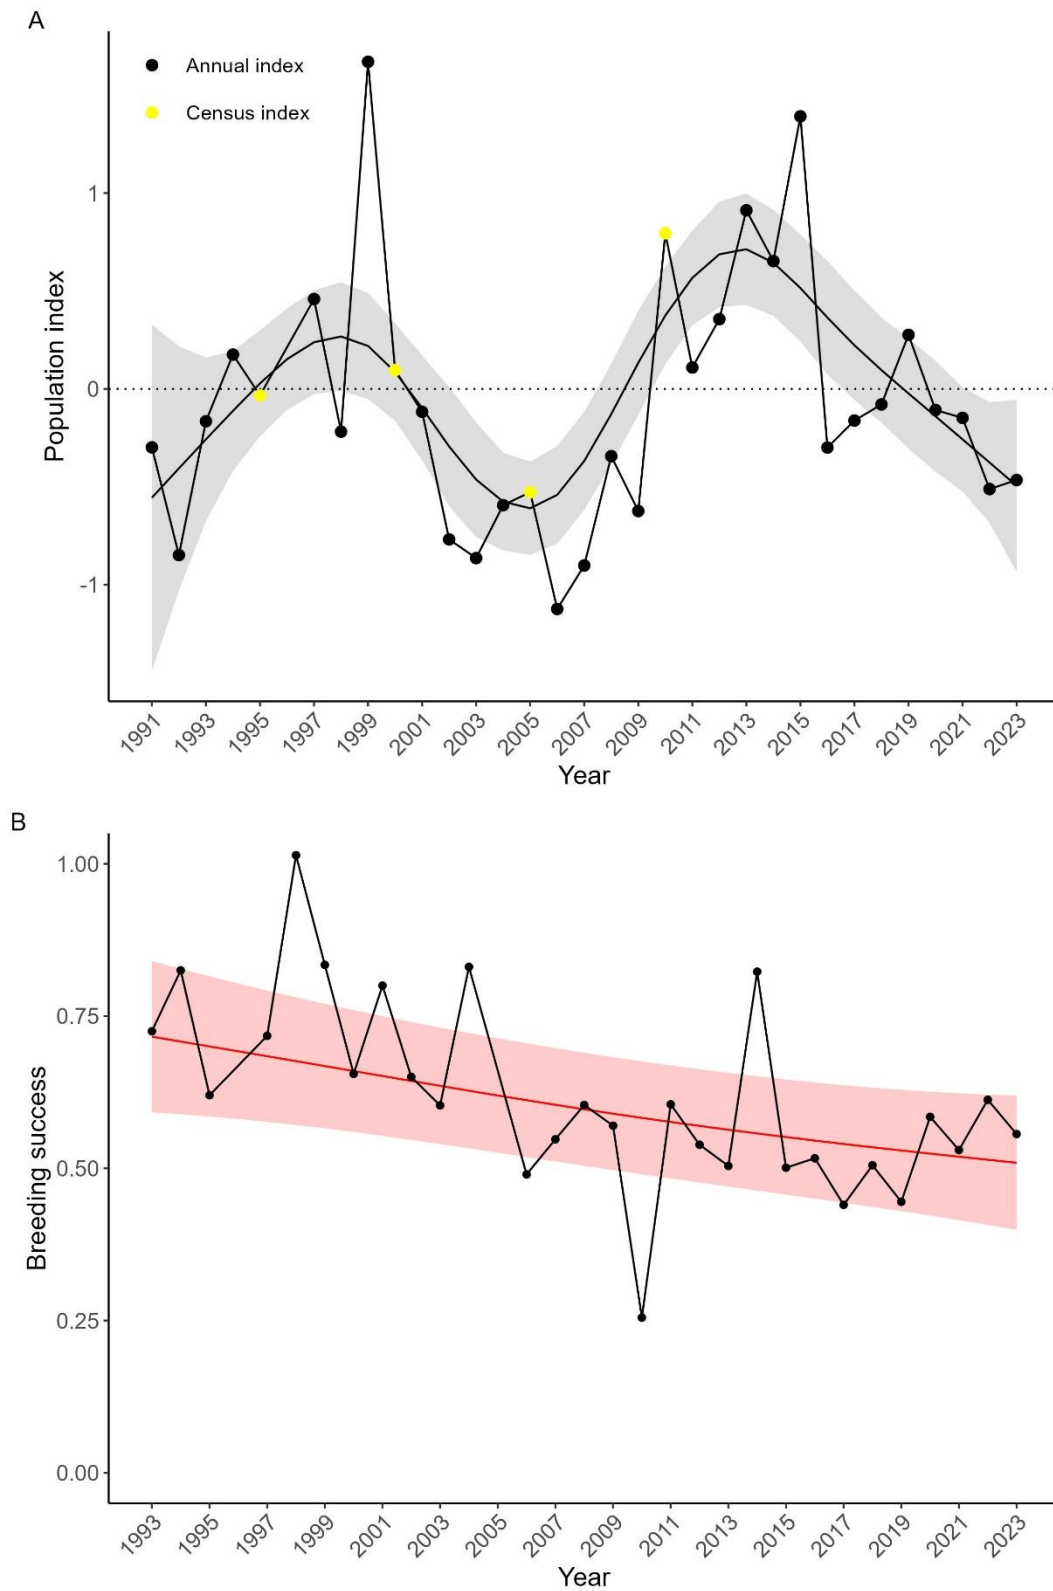 A
Annual index
Census index
Population index
1
0
-1
1991 1993 1995 1997 1999 2001 2003 2005 2007 2009 2011 2013 2015 2017 2019 2021 2023
Year
B
Breeding success
1.00
0.75
0.50
0.25
0.00
1993 1995 1997 1999 2001 2003 2005 2007 2009 2011 2013 2015 2017 2019 2021 2023
Year